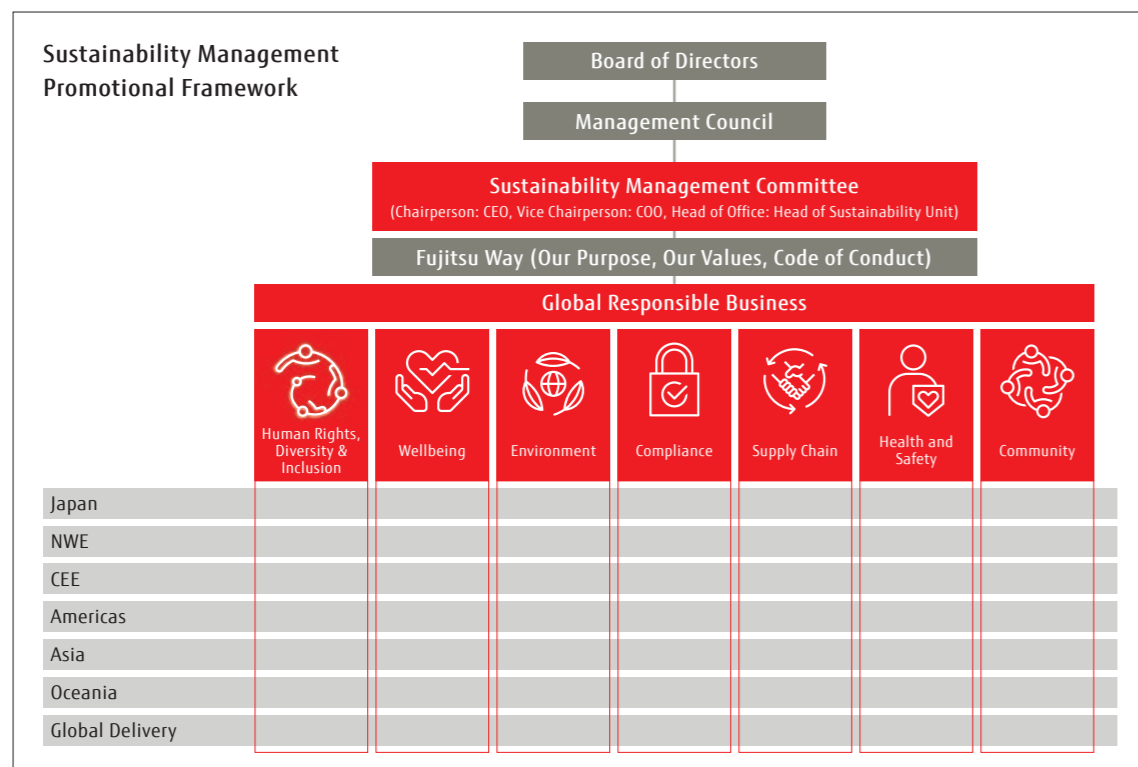 Sustainability Management
Promotional Framework
Board of Directors
Management Council
Sustainability Management Committee
(Chairperson: CEO, Vice Chairperson: COO, Head of Office: Head of Sustainability Unit)
Fujitsu Way (Our Purpose, Our Values, Code of Conduct)
Global Responsible Business
Human Rights,
Diversity &
Inclusion
Wellbeing
Environment
Compliance
Supply Chain
Health and
Safety
Community
Japan
NWE
CEE
Americas
Asia
Oceania
Global Delivery